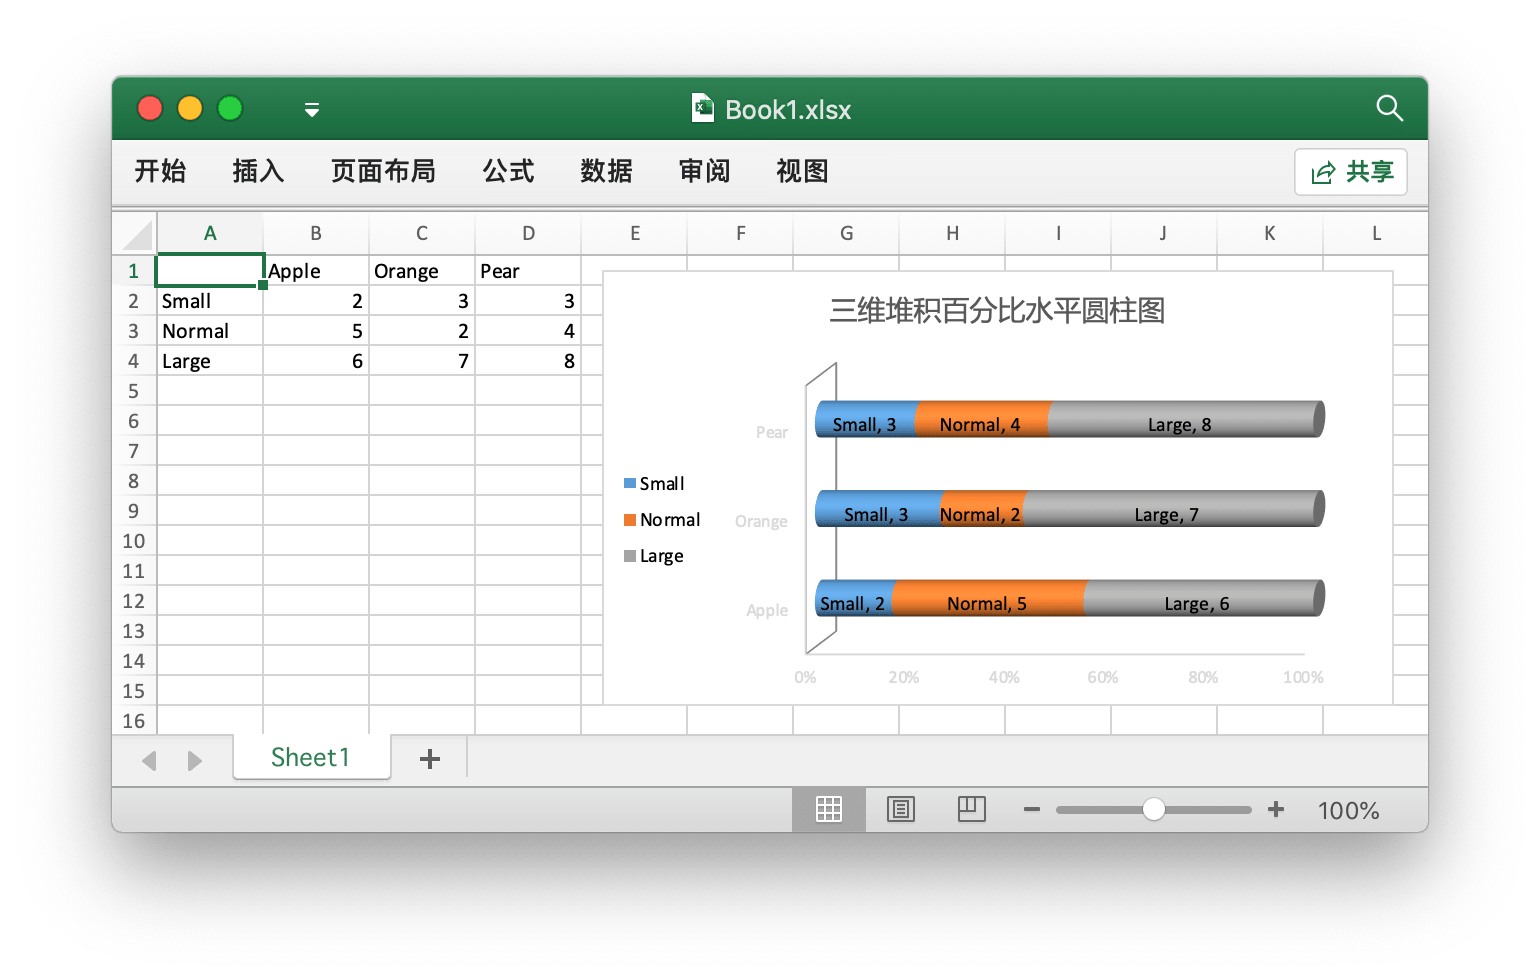 Book1.xlsx
开始 插入 页面布局 公式 数据 审阅 视图 共享
A B C D E F G H I J K L
1 Apple Orange Pear
2 Small 2 3 3
3 Normal 5 2 4
4 Large 6 7 8
5
6
7
8
9
10
11
12
13
14
15
16
三维堆积百分比水平圆柱图
Small
Normal
Large
Pear Small, 3 Normal, 4 Large, 8
Orange Small, 3 Normal, 2 Large, 7
Apple Small, 2 Normal, 5 Large, 6
0% 20% 40% 60% 80% 100%
Sheet1
100%